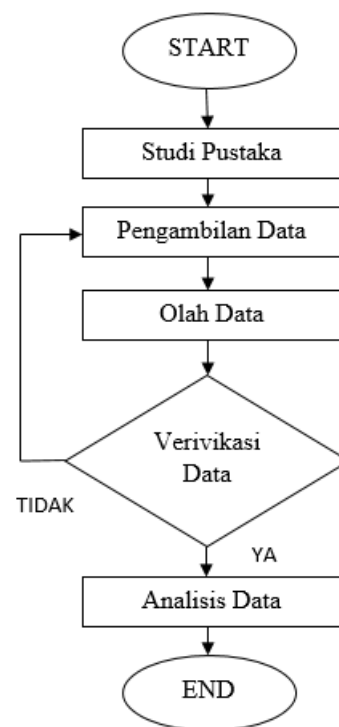 START
Studi Pustaka
Pengambilan Data
Olah Data
Verivikasi
Data
TIDAK
YA
Analisis Data
END